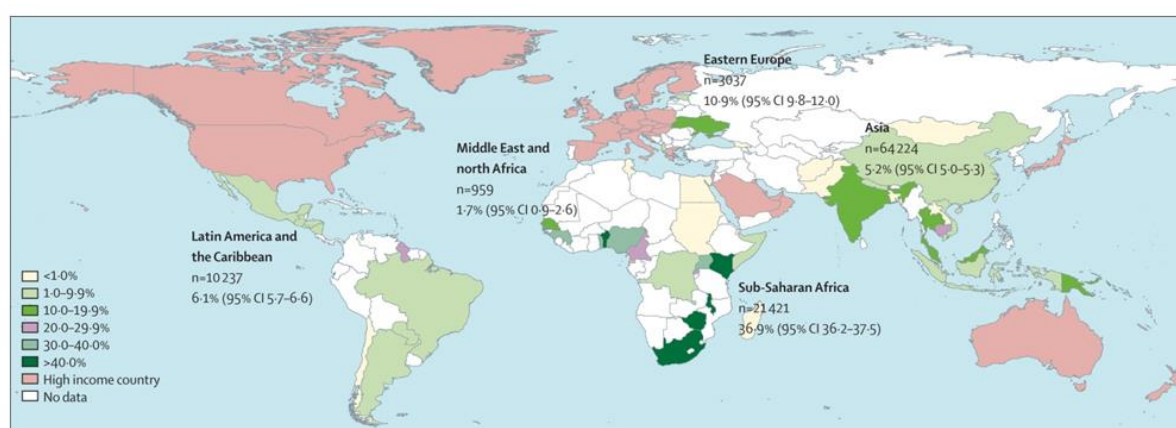 Eastern Europe
n=3037
10·9% (95% CI 9·8–12·0)
Asia
n=64 224
5·2% (95% CI 5·0–5·3)
Middle East and
north Africa
n=959
1·7% (95% CI 0·9–2·6)
Latin America and
the Caribbean
n=10 237
6·1% (95% CI 5·7–6·6)
Sub-Saharan Africa
n=21 421
36·9% (95% CI 36·2–37·5)
<1·0%
1·0–9·9%
10·0–19·9%
20·0–29·9%
30·0–40·0%
>40·0%
High income country
No data